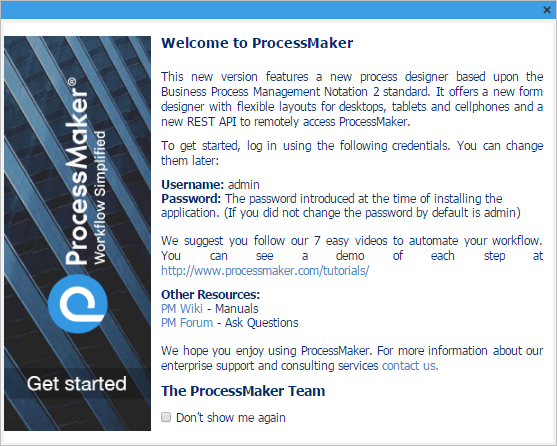 ProcessMaker®
Workflow Simplified
Get started
Welcome to ProcessMaker
This new version features a new process designer based upon the
Business Process Management Notation 2 standard. It offers a new form
designer with flexible layouts for desktops, tablets and cellphones and a
new REST API to remotely access ProcessMaker.
To get started, log in using the following credentials. You can change
them later:
Username: admin
Password: The password introduced at the time of installing the
application. (If you did not change the password by default is admin)
We suggest you follow our 7 easy videos to automate your workflow.
You can see a demo of each step at
http://www.processmaker.com/tutorials/
Other Resources:
PM Wiki - Manuals
PM Forum - Ask Questions
We hope you enjoy using ProcessMaker. For more information about our
enterprise support and consulting services contact us.
The ProcessMaker Team
Don't show me again